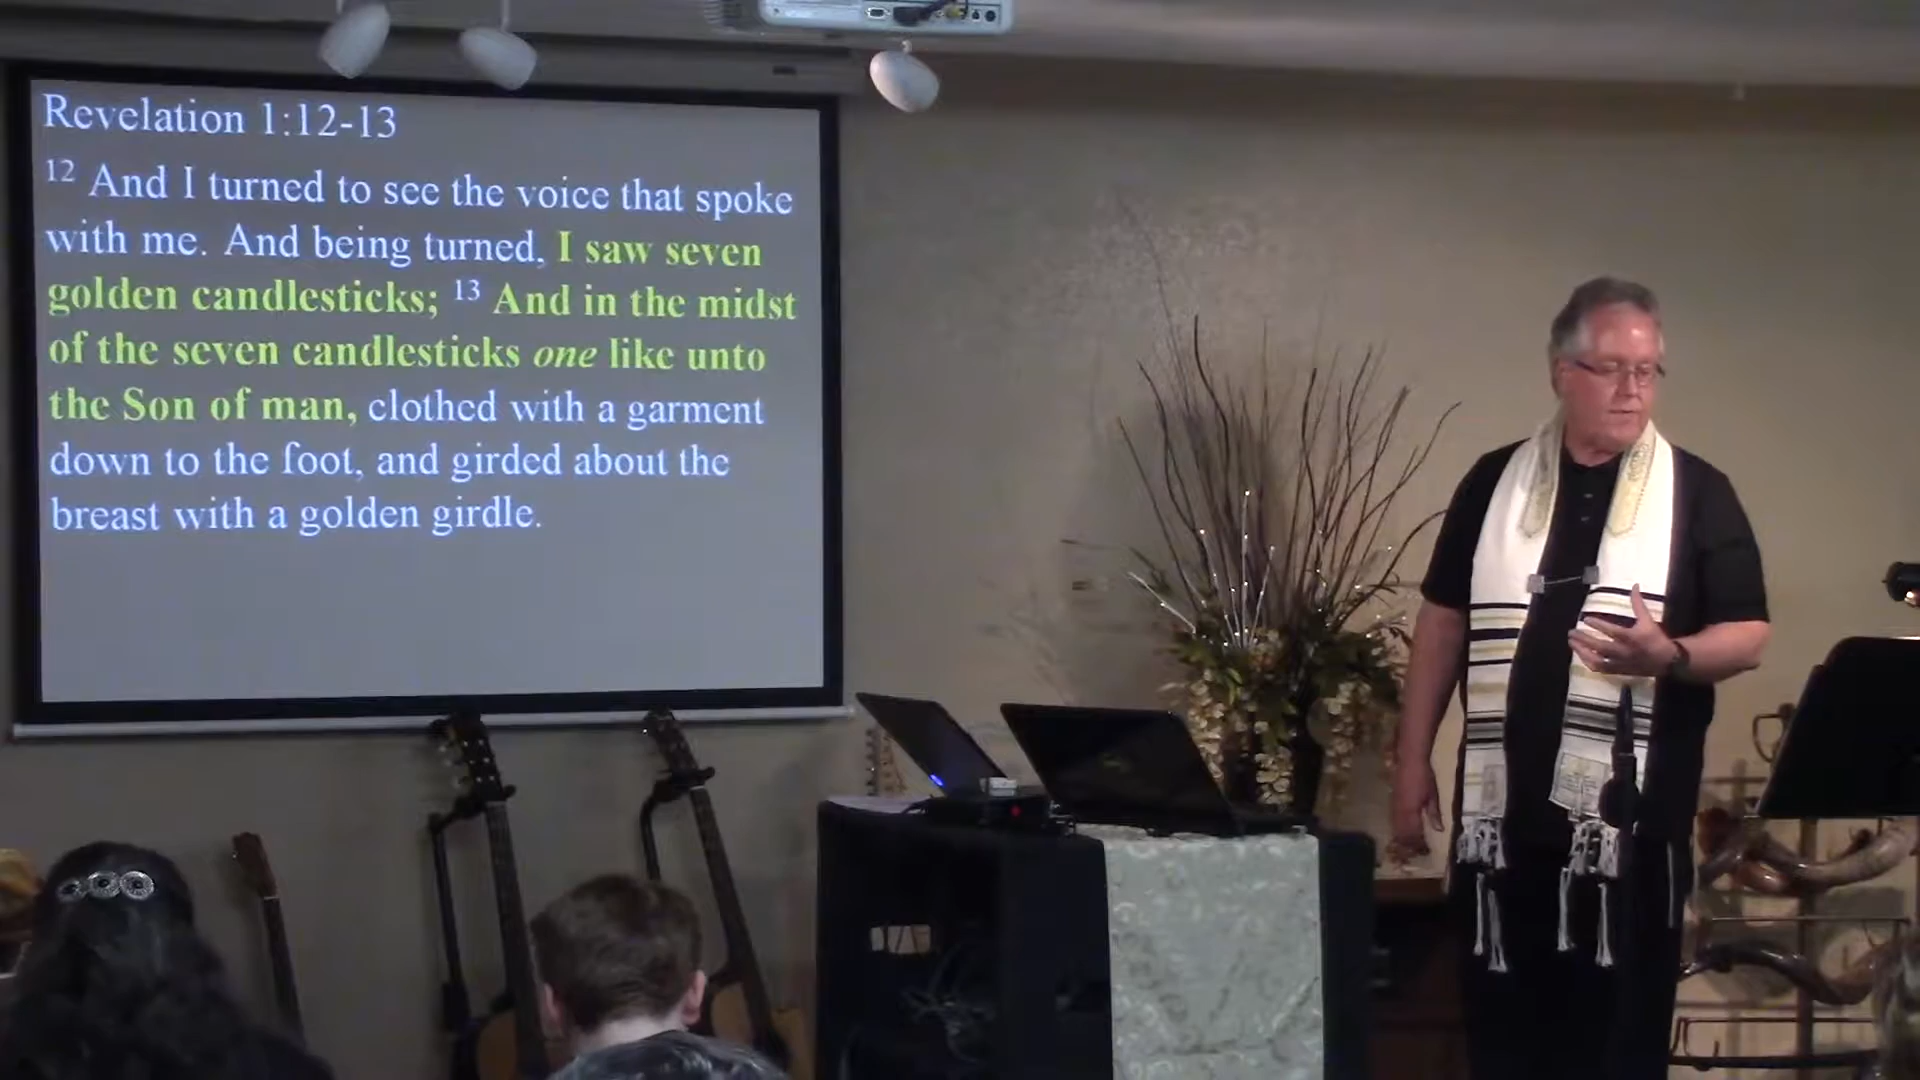 Revelation 1:12-13
12 And I turned to see the voice that spoke
with me. And being turned, I saw seven
golden candlesticks; 13 And in the midst
of the seven candlesticks one like unto
the Son of man, clothed with a garment
down to the foot, and girded about the
breast with a golden girdle.